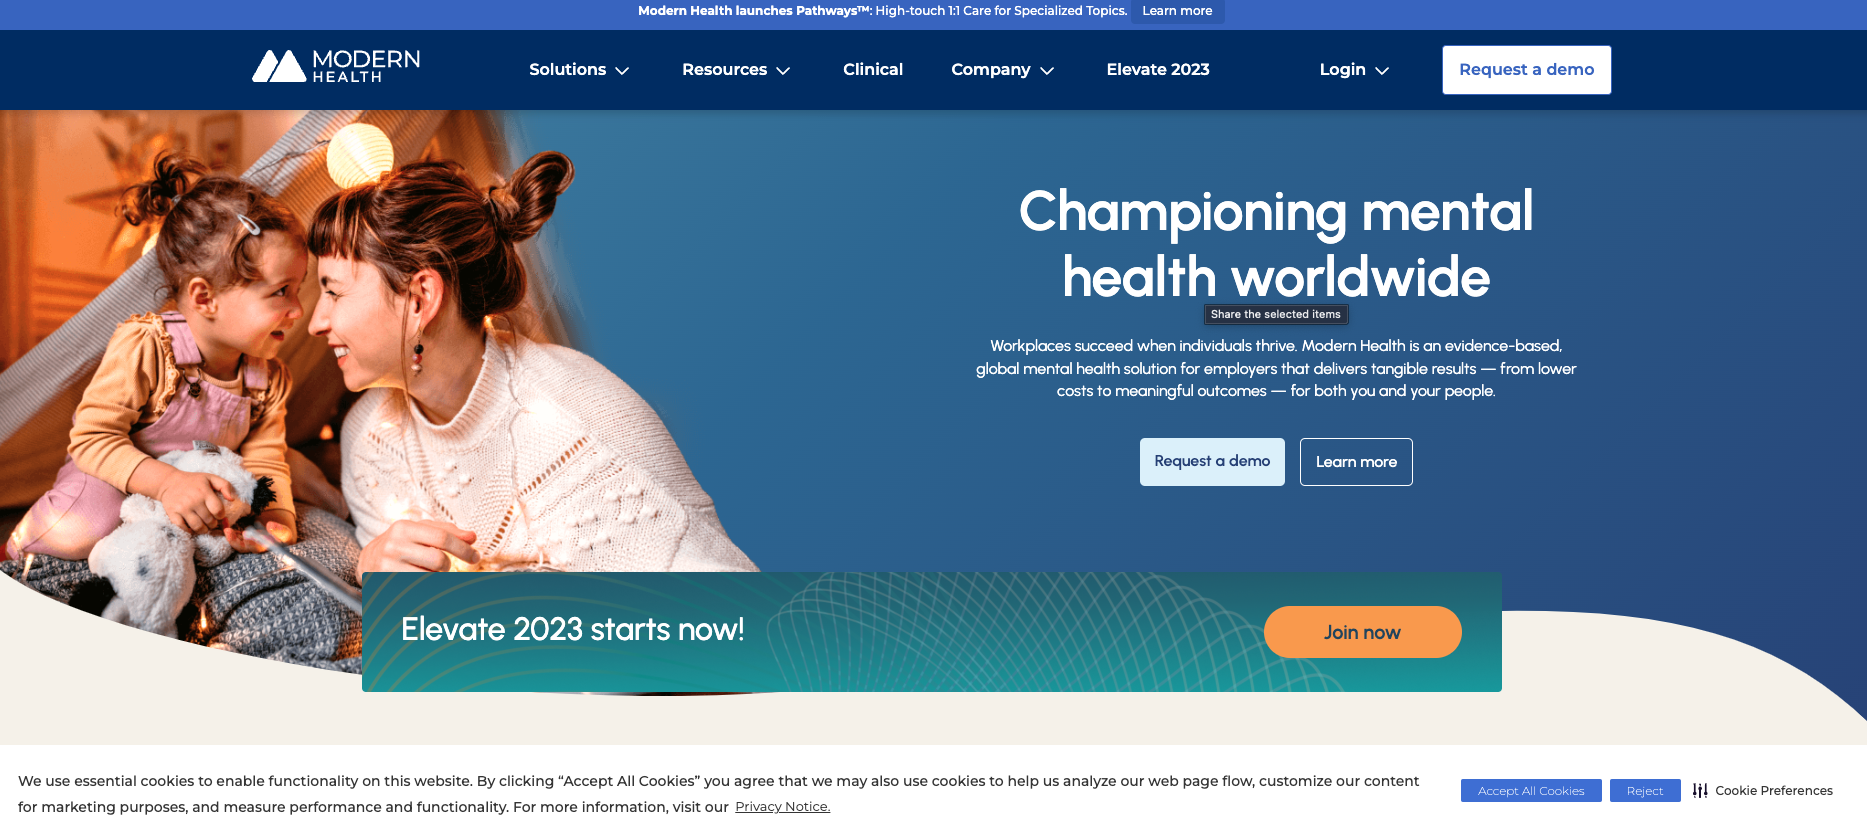 Modern Health launches Pathways™: High-touch 1:1 Care for Specialized Topics. Learn more
MODERN
HEALTH
Solutions Resources Clinical Company Elevate 2023 Login Request a demo
Championing mental
health worldwide
Share the selected items
Workplaces succeed when individuals thrive. Modern Health is an evidence-based,
global mental health solution for employers that delivers tangible results — from lower
costs to meaningful outcomes — for both you and your people.
Request a demo Learn more
Elevate 2023 starts now! Join now
We use essential cookies to enable functionality on this website. By clicking “Accept All Cookies” you agree that we may also use cookies to help us analyze our web page flow, customize our content
for marketing purposes, and measure performance and functionality. For more information, visit our Privacy Notice.
Accept All Cookies Reject Cookie Preferences